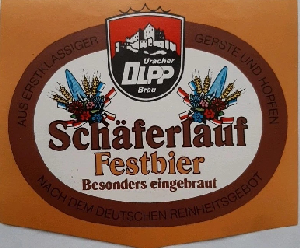 Uracher
OLPP
Bräu
AUS ERSTKLASSIGER GERSTE UND HOPFEN
Schäferlauf
Festbier
Besonders eingebraut
NACH DEM DEUTSCHEN REINHEITSGEBOT